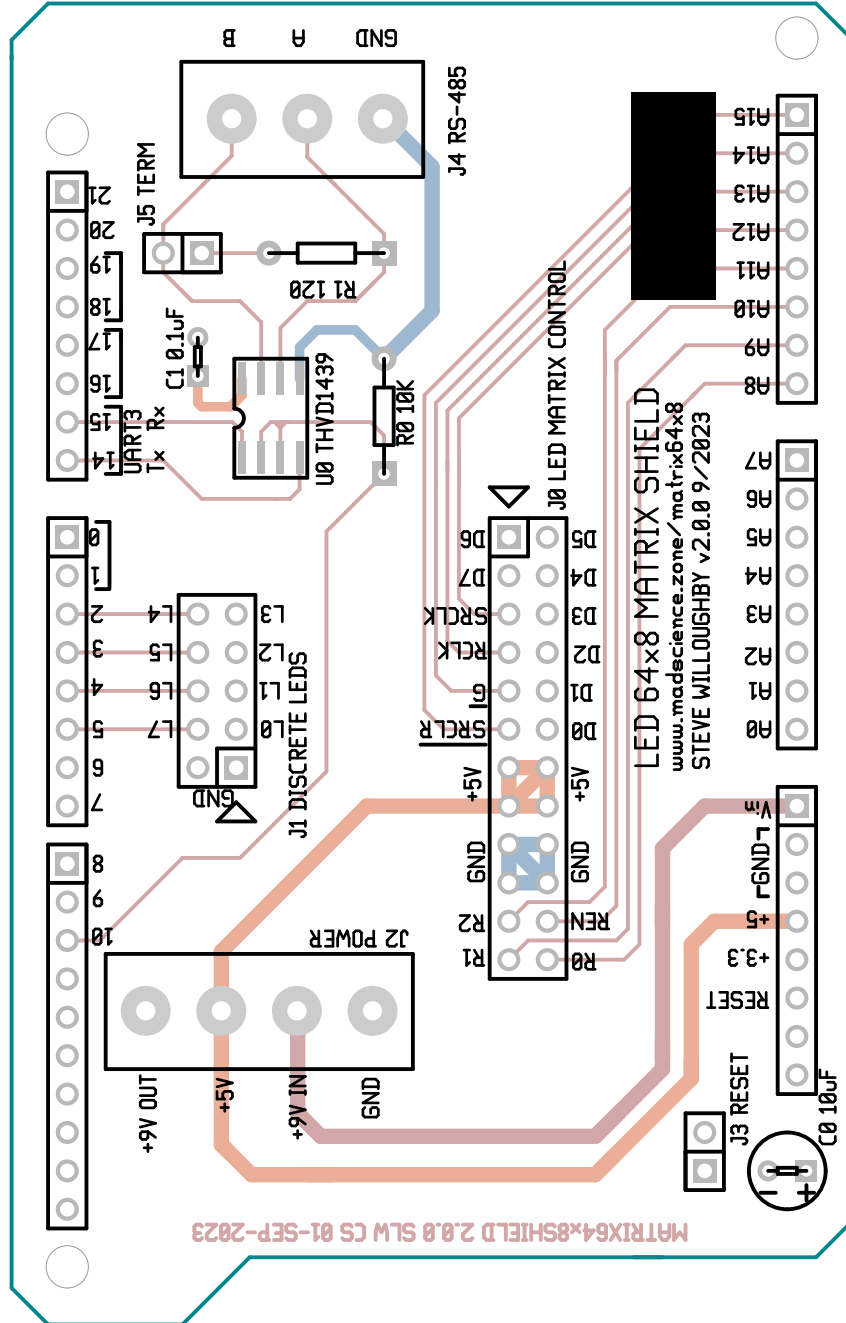 B
A
GND
J4 RS-485
J5 TERM
R1 120
C1 0.1uF
U0 THVD1439
R0 10K
21
20
19
18
17
16
15
14
UART3
Rx
Tx
0
1
2
3
4
5
6
7
8
9
10
L4
L5
L6
L7
GND
L3
L2
L1
L0
J1 DISCRETE LEDS
J0 LED MATRIX CONTROL
D6
D7
SRCLK
RCLK
G
SRCLR
+5V
GND
R2
R1
D5
D4
D3
D2
D1
D0
+5V
GND
REN
R0
LED 64x8 MATRIX SHIELD
www.madscience.zone/matrix64x8
STEVE WILLOUGHBY v2.0.0 9/2023
A15
A14
A13
A12
A11
A10
A9
A8
A7
A6
A5
A4
A3
A2
A1
A0
Vin
GND
+5
+3.3
RESET
J2 POWER
+9V OUT
+5V
+9V IN
GND
J3 RESET
C0 10uF
- +
MATRIX64x8SHIELD 2.0.0 SLW CS 01-SEP-2023